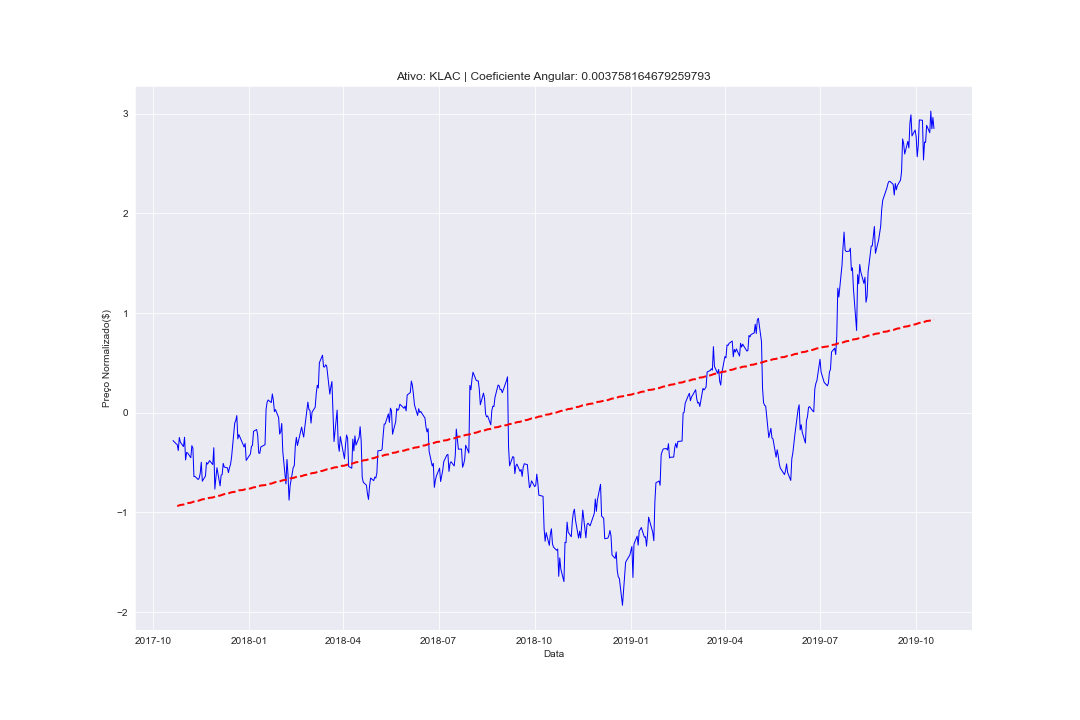 Ativo: KLAC | Coeficiente Angular: 0.003758164679259793
3
2
1
0
−1
−2
Preço Normalizado($)
2017-10 2018-01 2018-04 2018-07 2018-10 2019-01 2019-04 2019-07 2019-10
Data